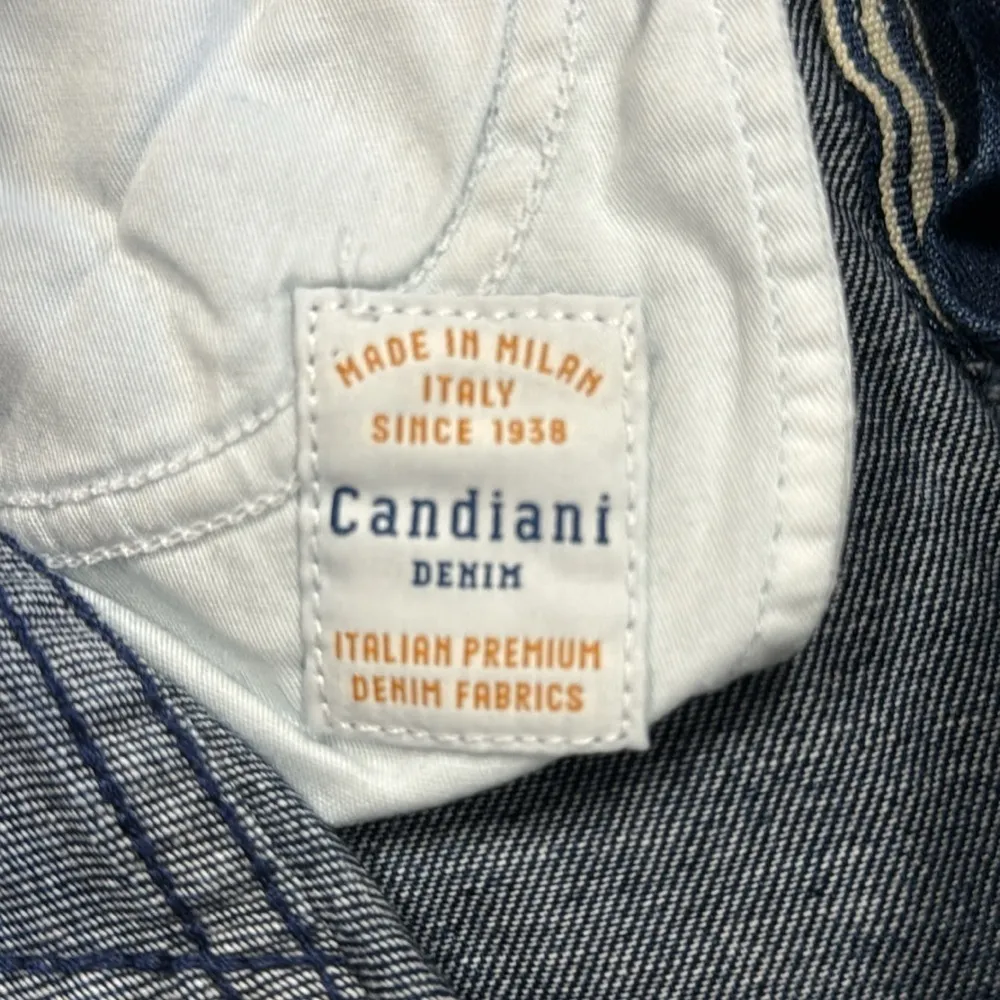 MADE IN MILAN
ITALY
SINCE 1938
Candiani
DENIM
ITALIAN PREMIUM
DENIM FABRICS